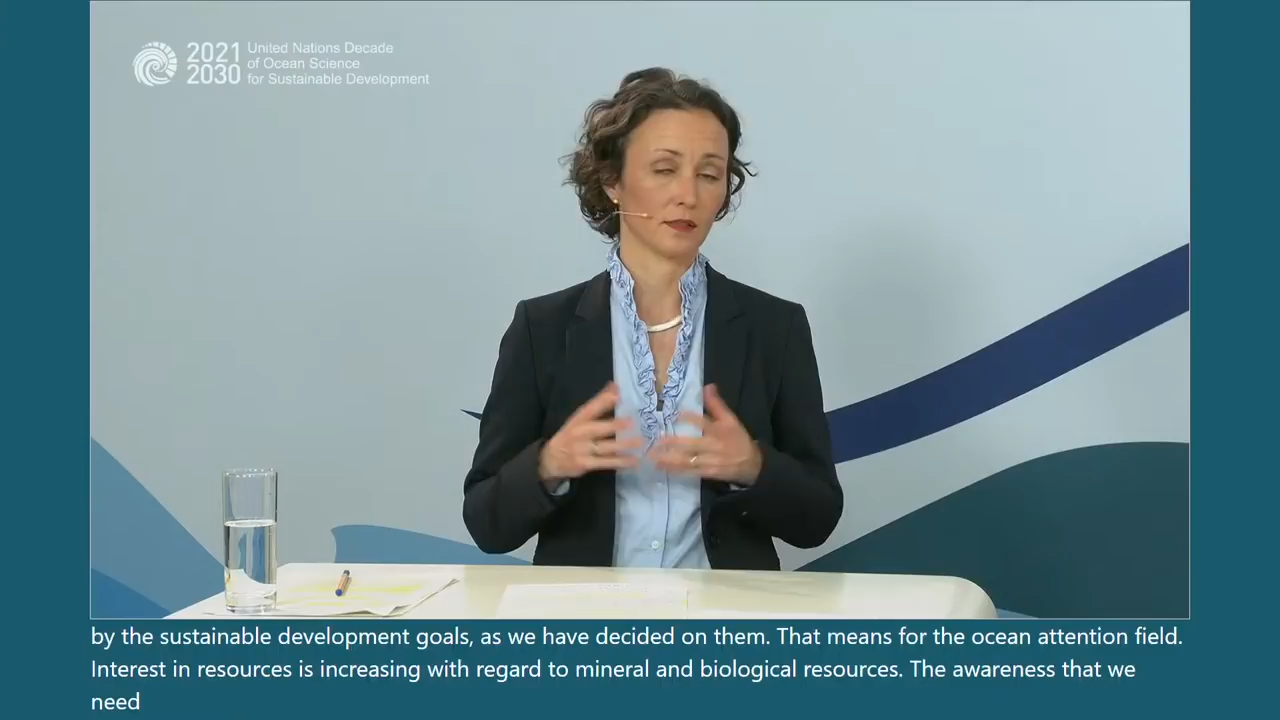 2021
2030
United Nations Decade
of Ocean Science
for Sustainable Development
by the sustainable development goals, as we have decided on them. That means for the ocean attention field.
Interest in resources is increasing with regard to mineral and biological resources. The awareness that we
need